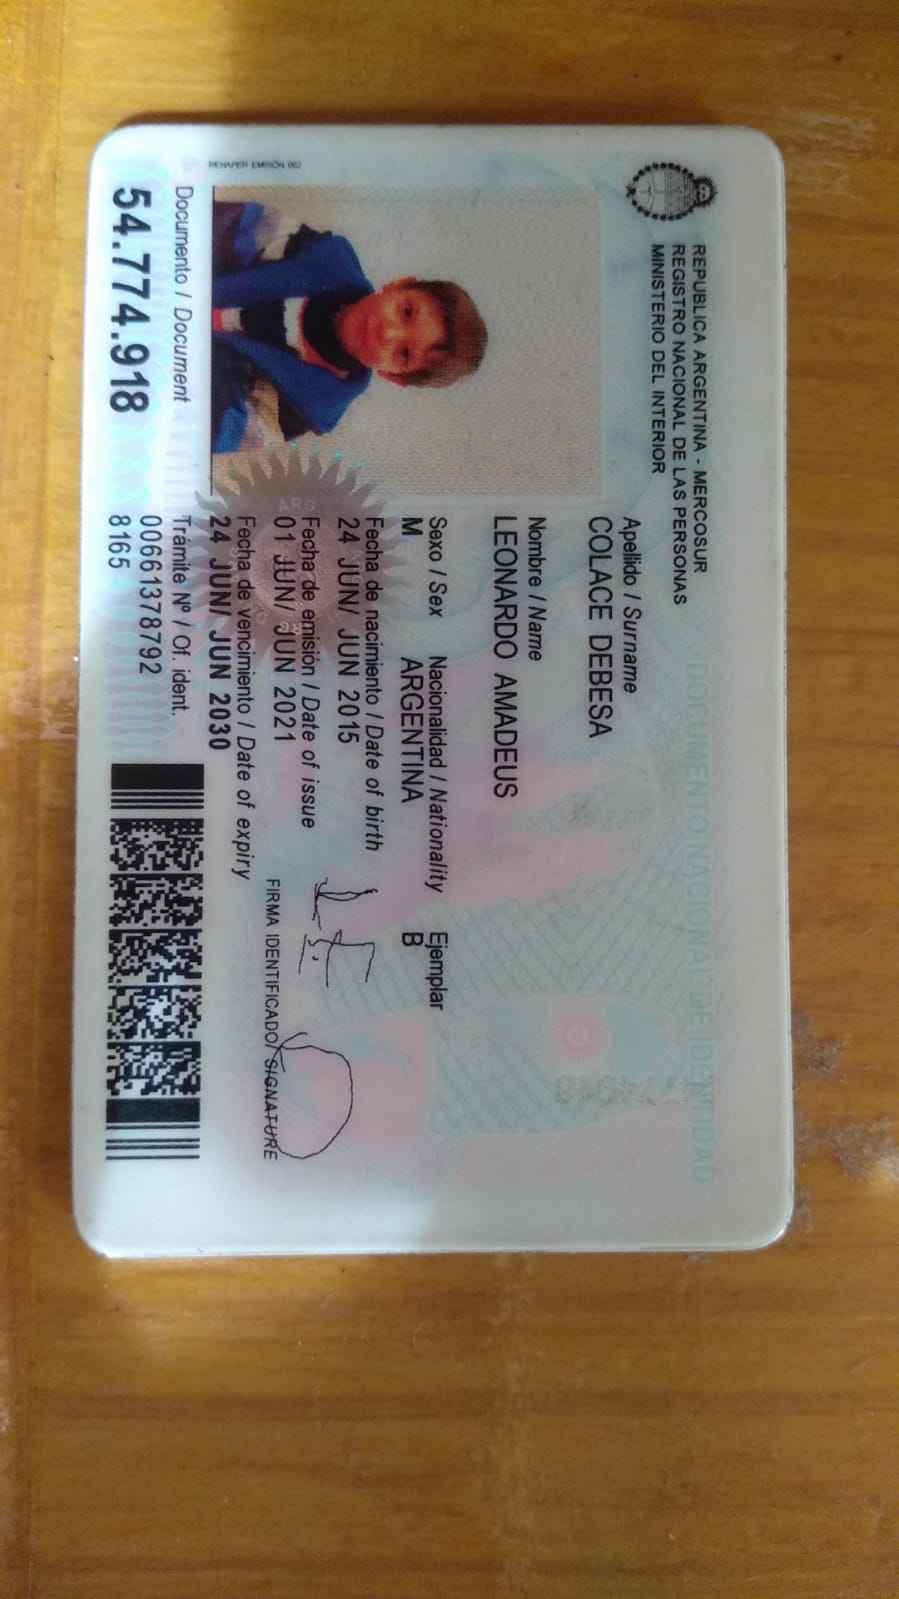 REPUBLICA ARGENTINA - MERCOSUR
REGISTRO NACIONAL DE LAS PERSONAS
MINISTERIO DEL INTERIOR
DOCUMENTO NACIONAL DE IDENTIDAD
Apellido / Surname
COLACE DEBESA
Nombre / Name
LEONARDO AMADEUS
Sexo / Sex Nacionalidad / Nationality Ejemplar
M ARGENTINA B
Fecha de nacimiento / Date of birth
24 JUN/ JUN 2015
Fecha de emisión / Date of issue
01 JUN/ JUN 2021
Fecha de vencimiento / Date of expiry
24 JUN/ JUN 2030
FIRMA IDENTIFICADO/ SIGNATURE
RENAPER EMISIÓN 002
Documento / Document
54.774.918
Trámite Nº / Of. ident.
00661378792
8165